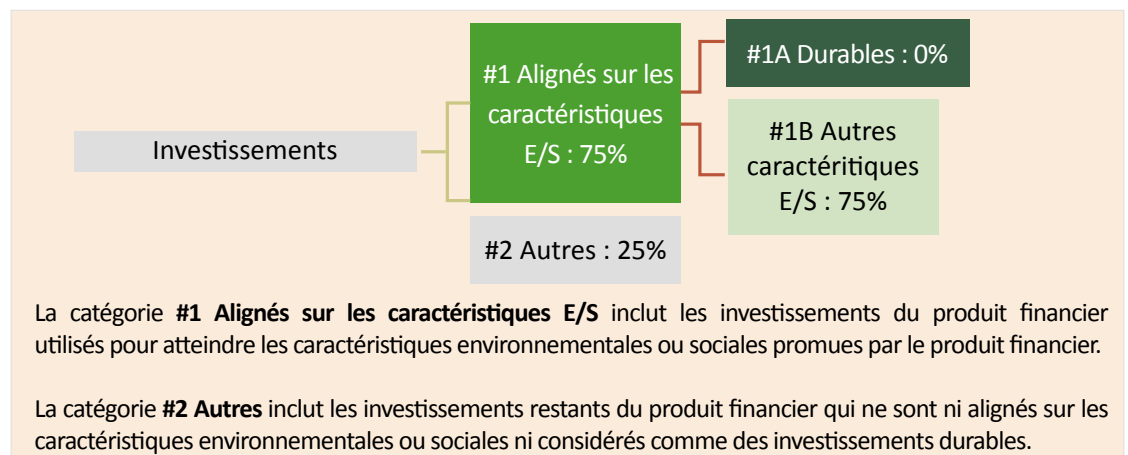 #1 Alignés sur les
caractéristiques
E/S : 75%
#1A Durables : 0%
Investissements
#1B Autres
caractéritiques
E/S : 75%
#2 Autres : 25%
La catégorie #1 Alignés sur les caractéristiques E/S inclut les investissements du produit financier
utilisés pour atteindre les caractéristiques environnementales ou sociales promues par le produit financier.
La catégorie #2 Autres inclut les investissements restants du produit financier qui ne sont ni alignés sur les
caractéristiques environnementales ou sociales ni considérés comme des investissements durables.